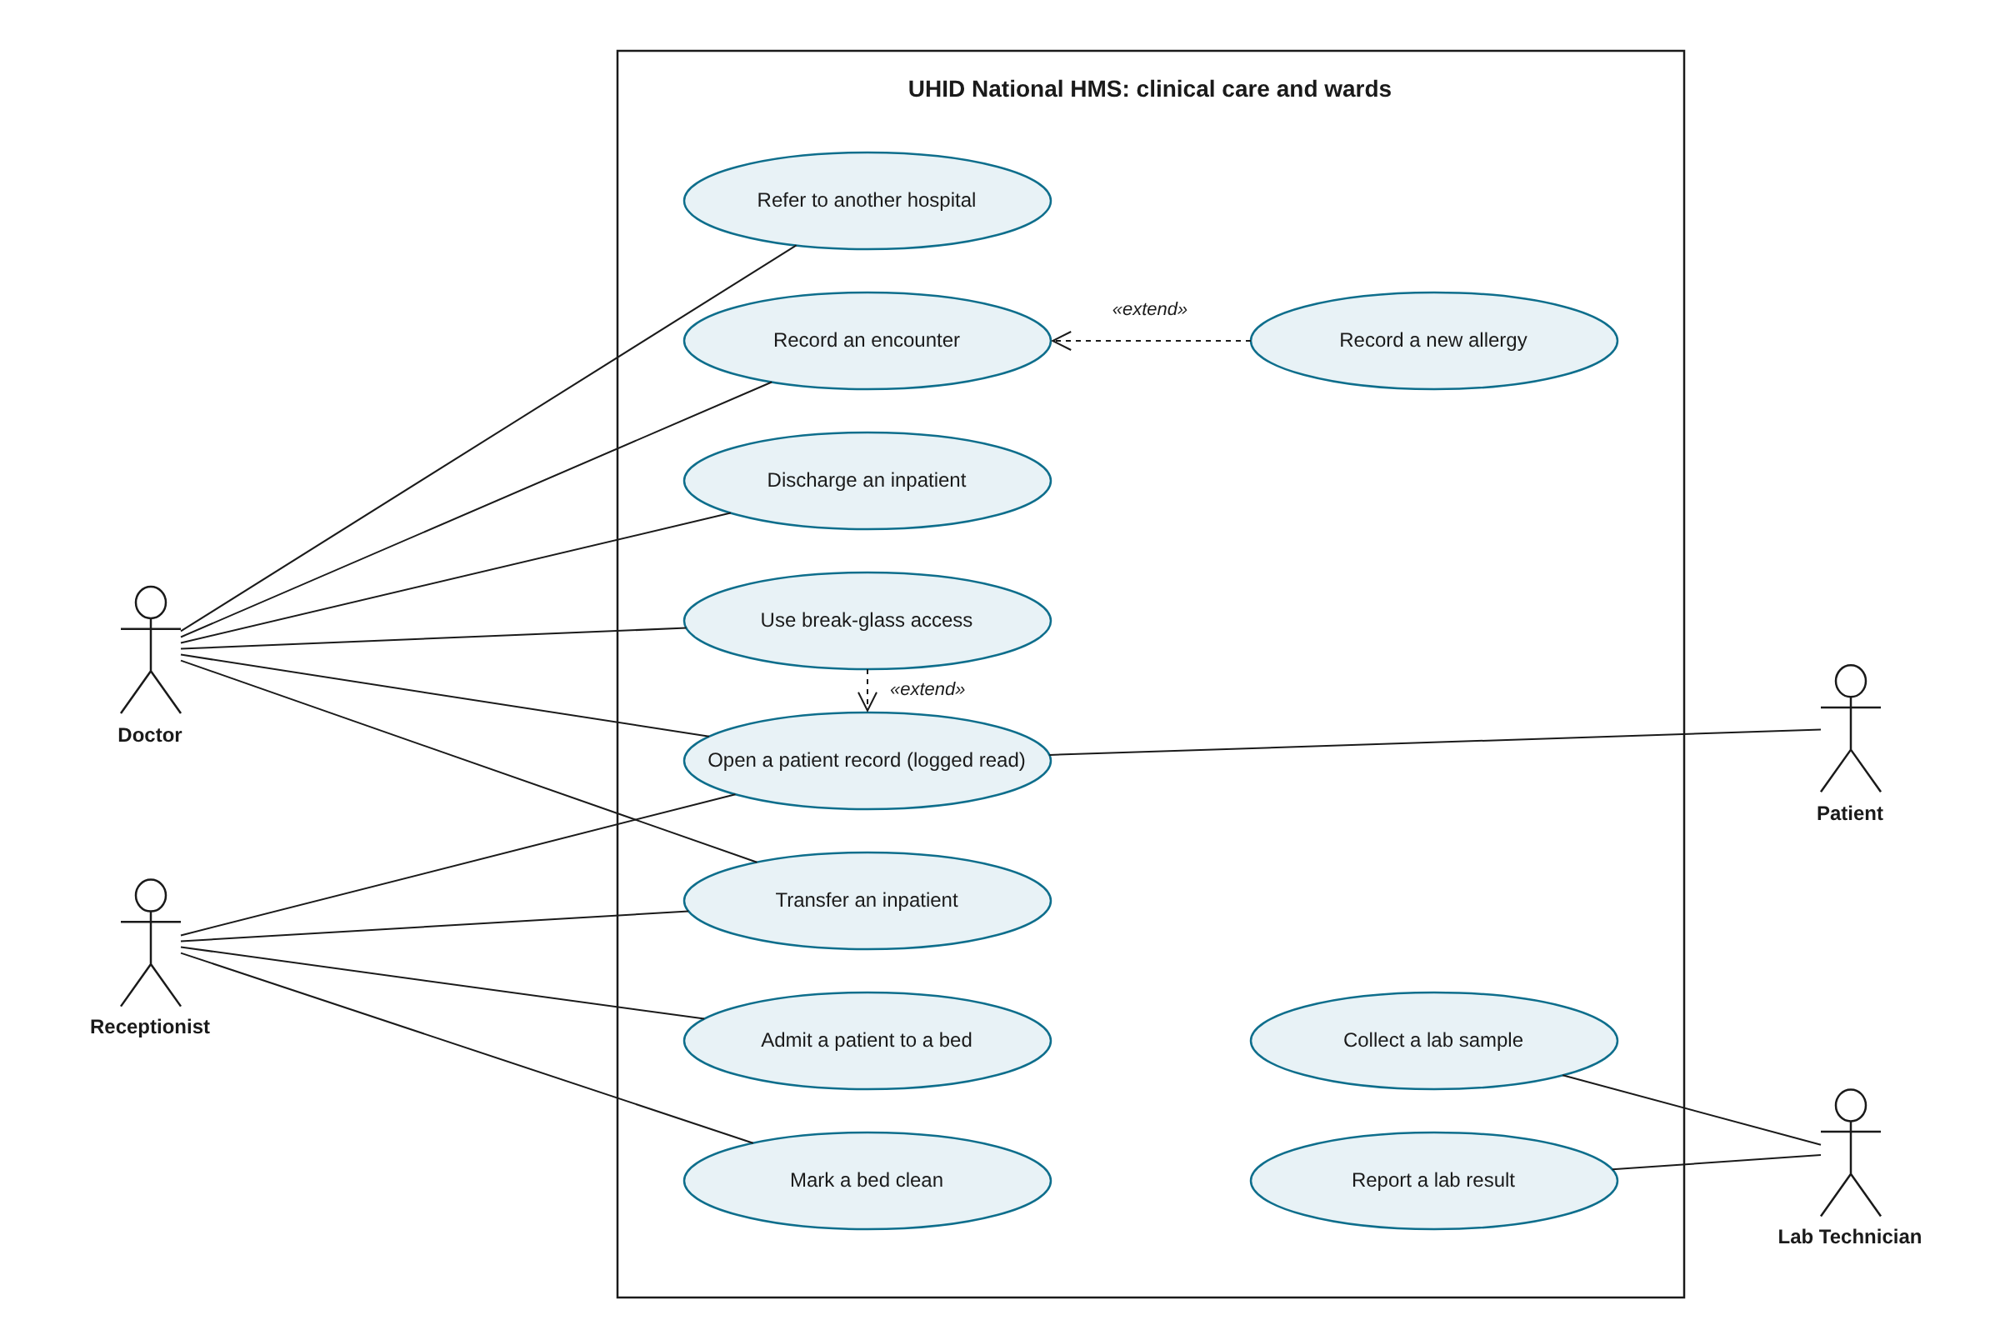 UHID National HMS: clinical care and wards
Refer to another hospital
Record an encounter
«extend»
Record a new allergy
Discharge an inpatient
Use break-glass access
«extend»
Doctor
Open a patient record (logged read)
Patient
Transfer an inpatient
Receptionist
Admit a patient to a bed
Collect a lab sample
Mark a bed clean
Report a lab result
Lab Technician